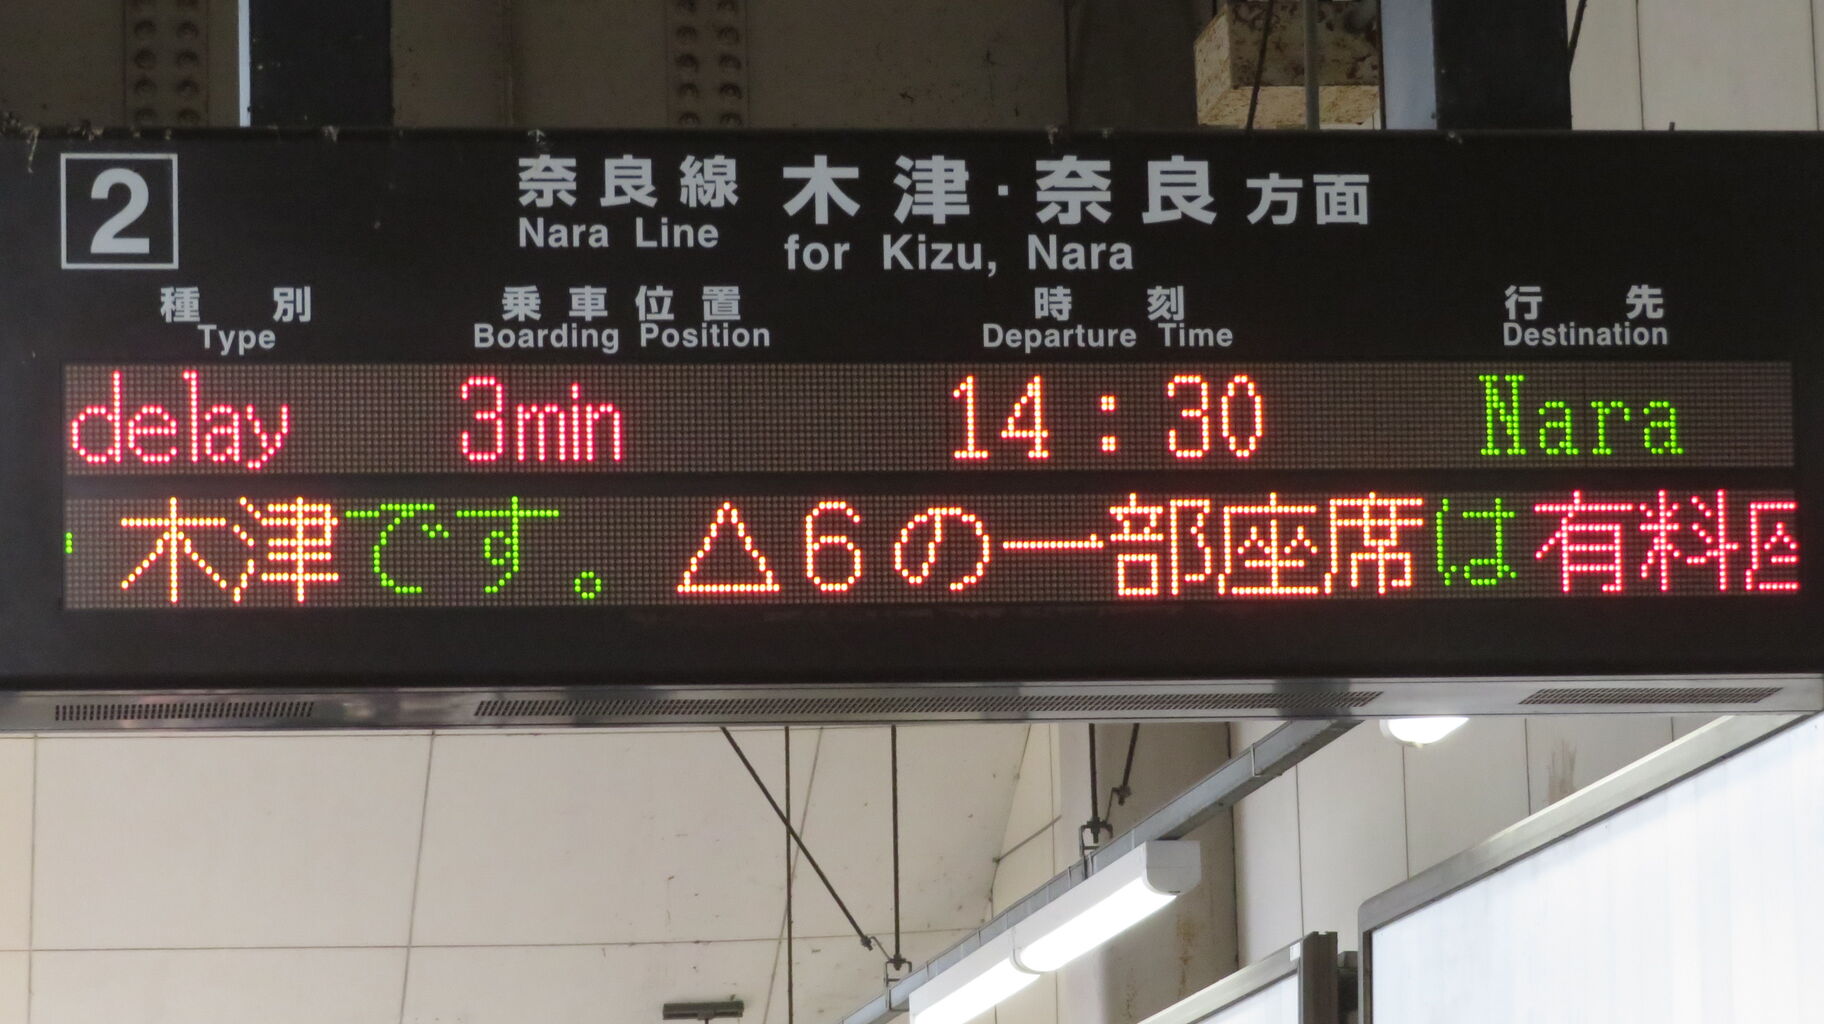 2
奈良線 木津・奈良方面
Nara Line for Kizu, Nara
種別 乗車位置 時刻 行先
Type Boarding Position Departure Time Destination
delay 3min 14:30 Nara
木津です。 △6の一部座席は有料